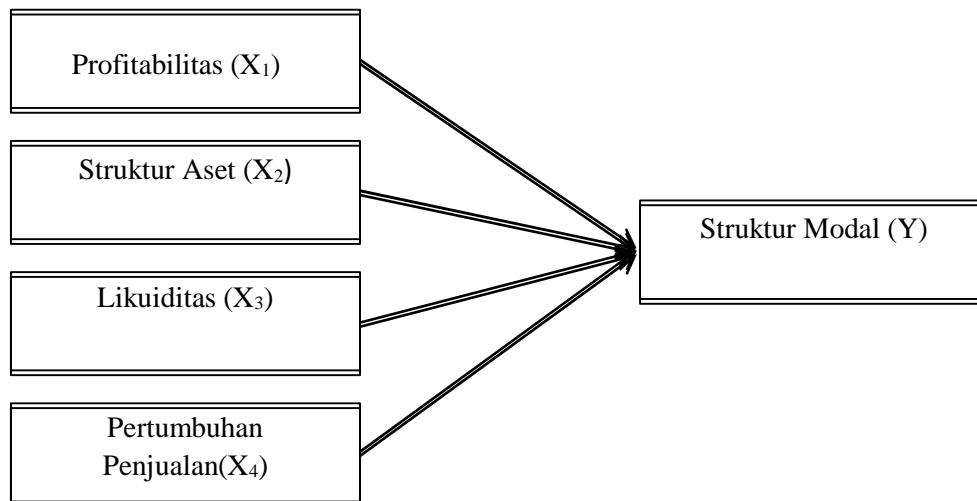 Profitabilitas (X₁)
Struktur Aset (X₂)
Struktur Modal (Y)
Likuiditas (X₃)
Pertumbuhan
Penjualan(X₄)